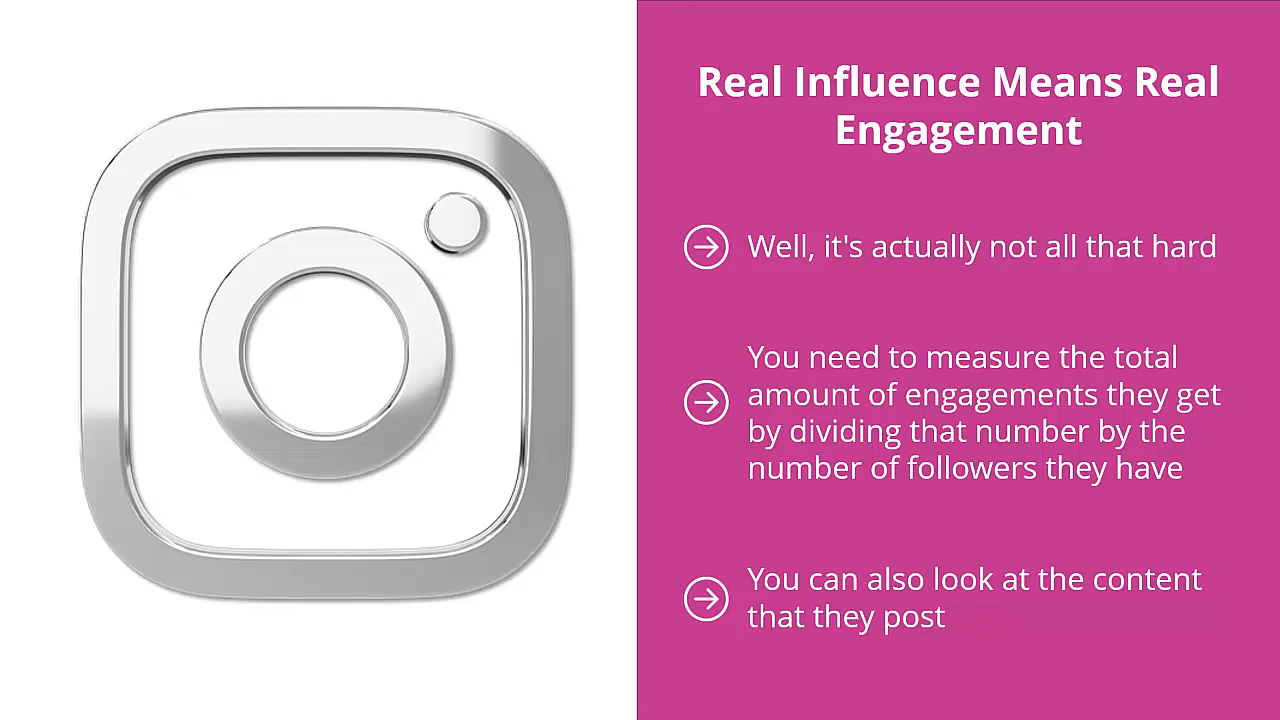 Real Influence Means Real
Engagement
Well, it's actually not all that hard
You need to measure the total
amount of engagements they get
by dividing that number by the
number of followers they have
You can also look at the content
that they post